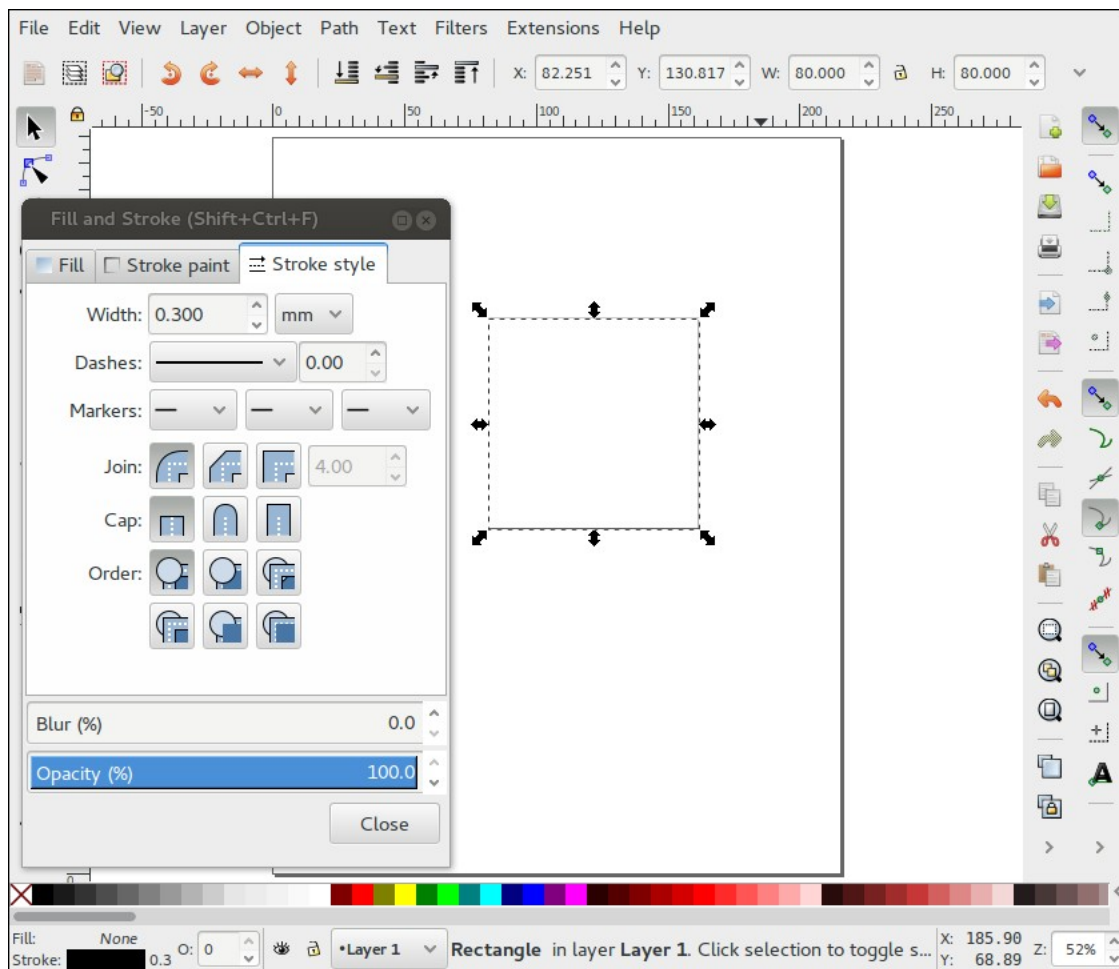 File Edit View Layer Object Path Text Filters Extensions Help
X: 82.251 Y: 130.817 W: 80.000 H: 80.000
-50 0 50 100 150 200 250
Fill and Stroke (Shift+Ctrl+F)
Fill Stroke paint Stroke style
Width: 0.300 mm
Dashes: 0.00
Markers:
Join: 4.00
Cap:
Order:
Blur (%) 0.0
Opacity (%) 100.0
Close
0
Fill: None O: 0 •Layer 1 Rectangle in layer Layer 1. Click selection to toggle s... X: 185.90 Z: 52%
Stroke: 0.3 Y: 68.89